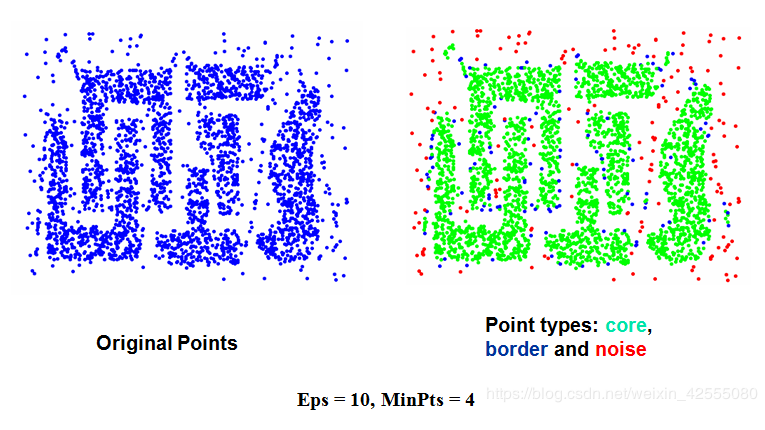 Original Points
Point types: core,
border and noise
Eps = 10, MinPts = 4
https://blog.csdn.net/weixin_42555080